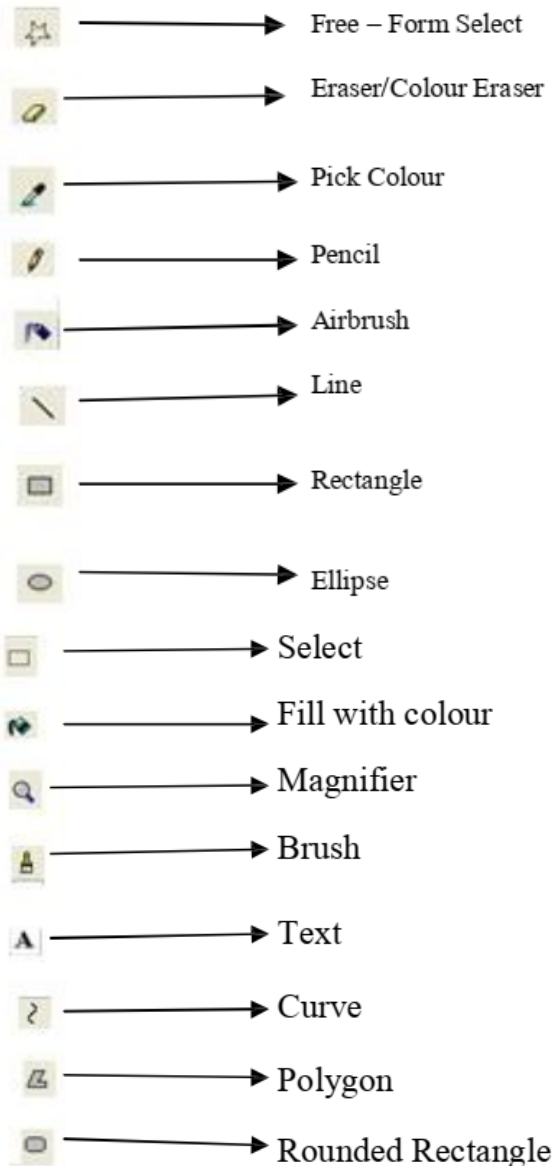 Free – Form Select
Eraser/Colour Eraser
Pick Colour
Pencil
Airbrush
Line
Rectangle
Ellipse
Select
Fill with colour
Magnifier
Brush
A
Text
Curve
Polygon
Rounded Rectangle